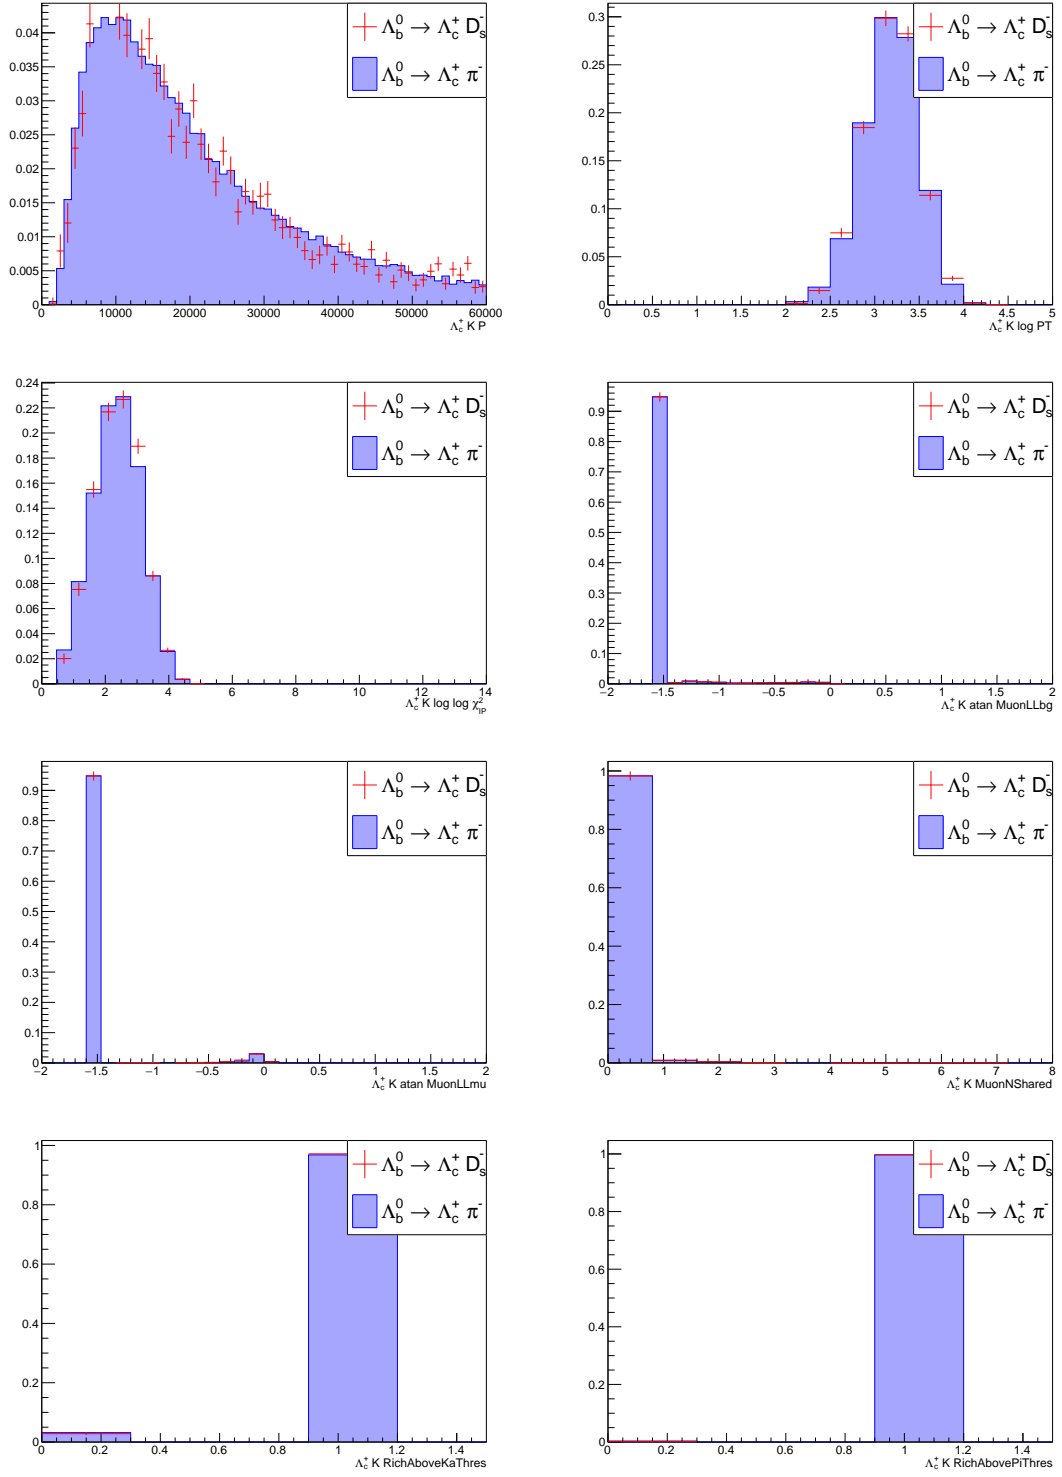 0.04
0.035
0.03
0.025
0.02
0.015
0.01
0.005
0
0 10000 20000 30000 40000 50000 60000
Λc+ K P
Λb0 → Λc+ Ds-
Λb0 → Λc+ π-
0.3
0.25
0.2
0.15
0.1
0.05
0
0 0.5 1 1.5 2 2.5 3 3.5 4 4.5 5
Λc+ K log PT
Λb0 → Λc+ Ds-
Λb0 → Λc+ π-
0.24
0.22
0.2
0.18
0.16
0.14
0.12
0.1
0.08
0.06
0.04
0.02
0
0 2 4 6 8 10 12 14
Λc+ K log log χ2IP
Λb0 → Λc+ Ds-
Λb0 → Λc+ π-
0.9
0.8
0.7
0.6
0.5
0.4
0.3
0.2
0.1
0
−2 −1.5 −1 −0.5 0 0.5 1 1.5 2
Λc+ K atan MuonLLbg
Λb0 → Λc+ Ds-
Λb0 → Λc+ π-
0.9
0.8
0.7
0.6
0.5
0.4
0.3
0.2
0.1
0
−2 −1.5 −1 −0.5 0 0.5 1 1.5 2
Λc+ K atan MuonLLmu
Λb0 → Λc+ Ds-
Λb0 → Λc+ π-
1
0.8
0.6
0.4
0.2
0
0 1 2 3 4 5 6 7 8
Λc+ K MuonNShared
Λb0 → Λc+ Ds-
Λb0 → Λc+ π-
1
0.8
0.6
0.4
0.2
0
0 0.2 0.4 0.6 0.8 1 1.2 1.4
Λc+ K RichAboveKaThres
Λb0 → Λc+ Ds-
Λb0 → Λc+ π-
1
0.8
0.6
0.4
0.2
0
0 0.2 0.4 0.6 0.8 1 1.2 1.4
Λc+ K RichAbovePiThres
Λb0 → Λc+ Ds-
Λb0 → Λc+ π-